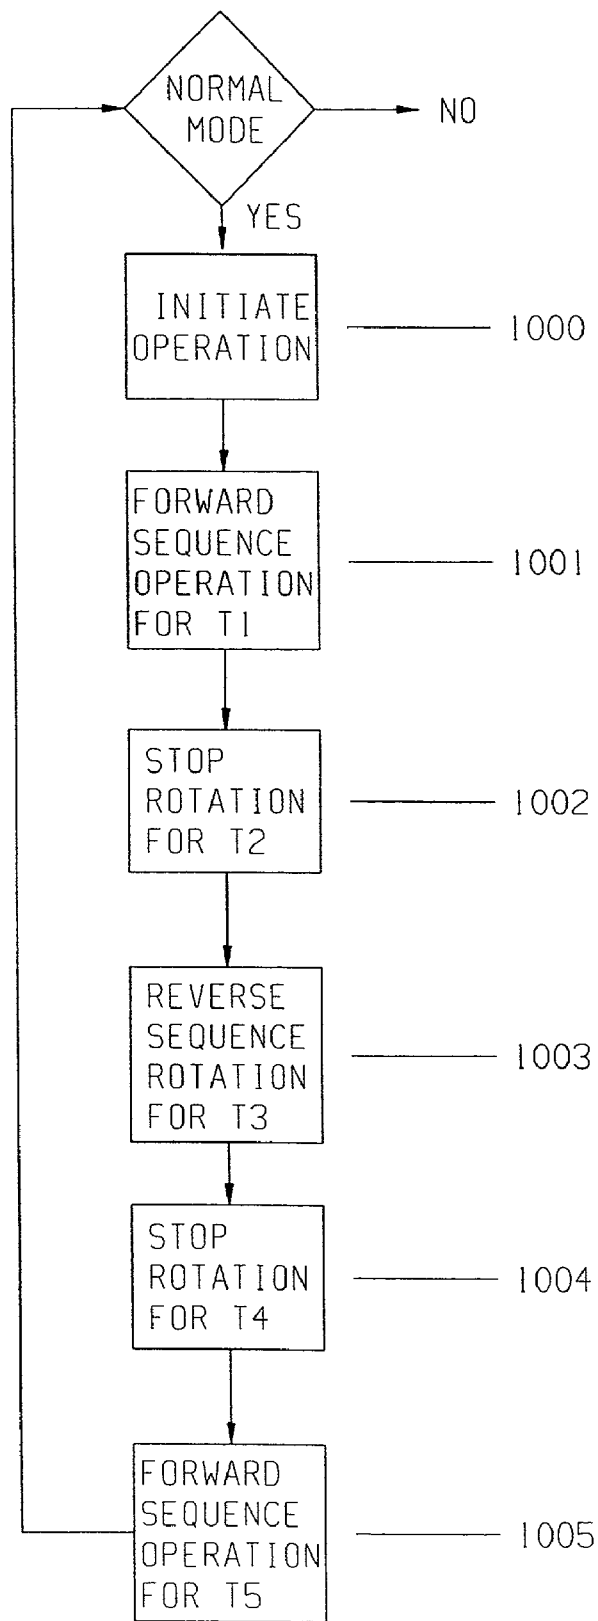 NORMAL
MODE
NO
YES
INITIATE
OPERATION
1000
FORWARD
SEQUENCE
OPERATION
FOR T1
1001
STOP
ROTATION
FOR T2
1002
REVERSE
SEQUENCE
ROTATION
FOR T3
1003
STOP
ROTATION
FOR T4
1004
FORWARD
SEQUENCE
OPERATION
FOR T5
1005